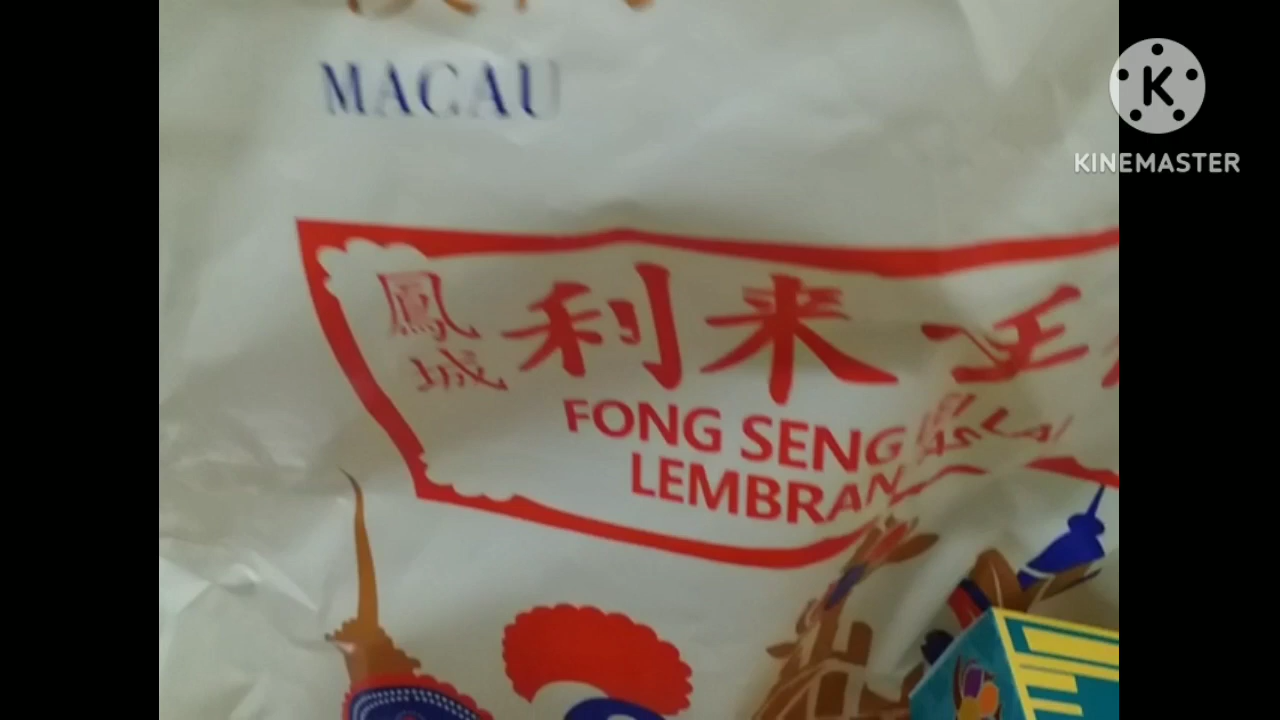 MACAU
KINEMASTER
鳳城 利来
FONG SENG
LEMBRAN